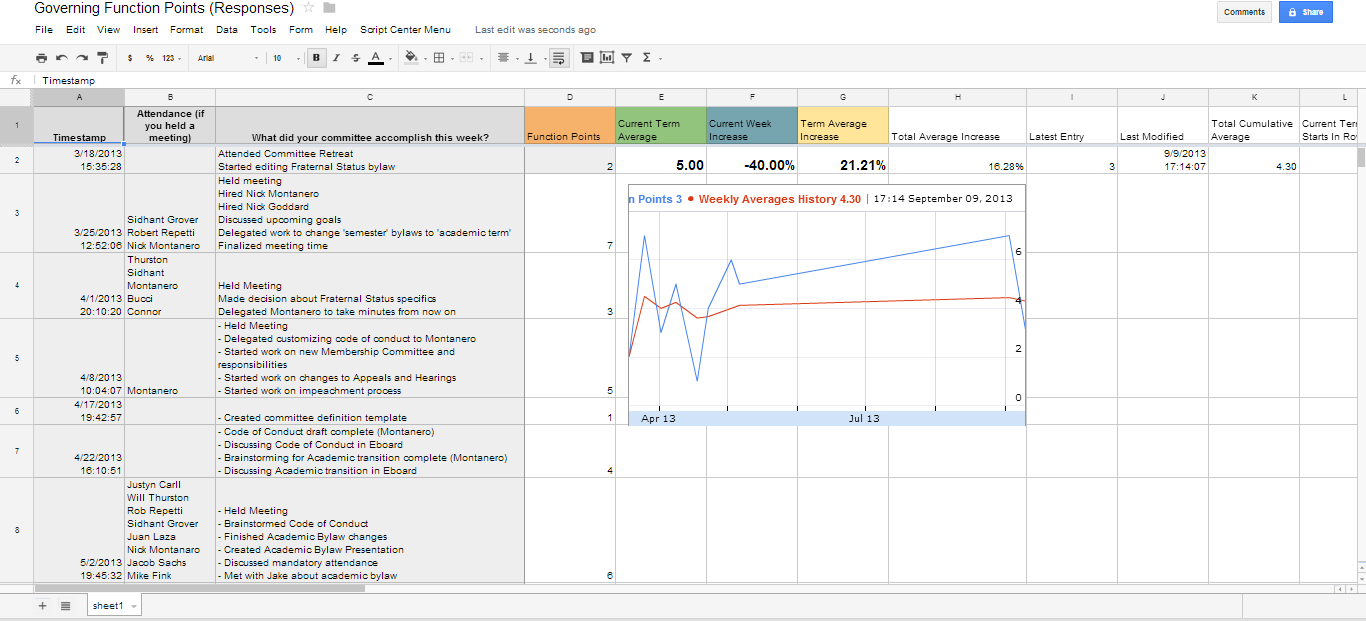 Governing Function Points (Responses)
Comments
Share
File Edit View Insert Format Data Tools Form Help Script Center Menu Last edit was seconds ago
$ % 123 Arial 10 B I S A Σ
fx Timestamp
A B C D E F G H I J K L
1
Timestamp
Attendance (if
you held a
meeting)
What did your committee accomplish this week?
Function Points
Current Term
Average
Current Week
Increase
Term Average
Increase
Total Average Increase
Latest Entry
Last Modified
Total Cumulative
Average
Current Ter
Starts In Ro
2
3/18/2013
15:35:28
Attended Committee Retreat
Started editing Fraternal Status bylaw
2
5.00
-40.00%
21.21%
16.28%
3
9/9/2013
17:14:07
4.30
3
3/25/2013
12:52:06
Sidhant Grover
Robert Repetti
Nick Montanero
Held meeting
Hired Nick Montanero
Hired Nick Goddard
Discussed upcoming goals
Delegated work to change 'semester' bylaws to 'academic term'
Finalized meeting time
7
4
4/1/2013
20:10:20
Thurston
Sidhant
Montanero
Bucci
Connor
Held Meeting
Made decision about Fraternal Status specifics
Delegated Montanero to take minutes from now on
3
5
4/8/2013
10:04:07
Montanero
- Held Meeting
- Delegated customizing code of conduct to Montanero
- Started work on new Membership Committee and
responsibilities
- Started work on changes to Appeals and Hearings
- Started work on impeachment process
5
6
4/17/2013
19:42:57
- Created committee definition template
1
7
4/22/2013
16:10:51
- Code of Conduct draft complete (Montanero)
- Discussing Code of Conduct in Eboard
- Brainstorming for Academic transition complete (Montanero)
- Discussing Academic transition in Eboard
4
8
5/2/2013
19:45:32
Justyn Carll
Will Thurston
Rob Repetti
Sidhant Grover
Juan Laza
Nick Montanaro
Jacob Sachs
Mike Fink
- Held Meeting
- Brainstormed Code of Conduct
- Finished Academic Bylaw changes
- Created Academic Bylaw Presentation
- Discussed mandatory attendance
- Met with Jake about academic bylaw
6
n Points 3 ● Weekly Averages History 4.30 | 17:14 September 09, 2013
6
4
2
0
Apr 13 Jul 13
+ sheet1